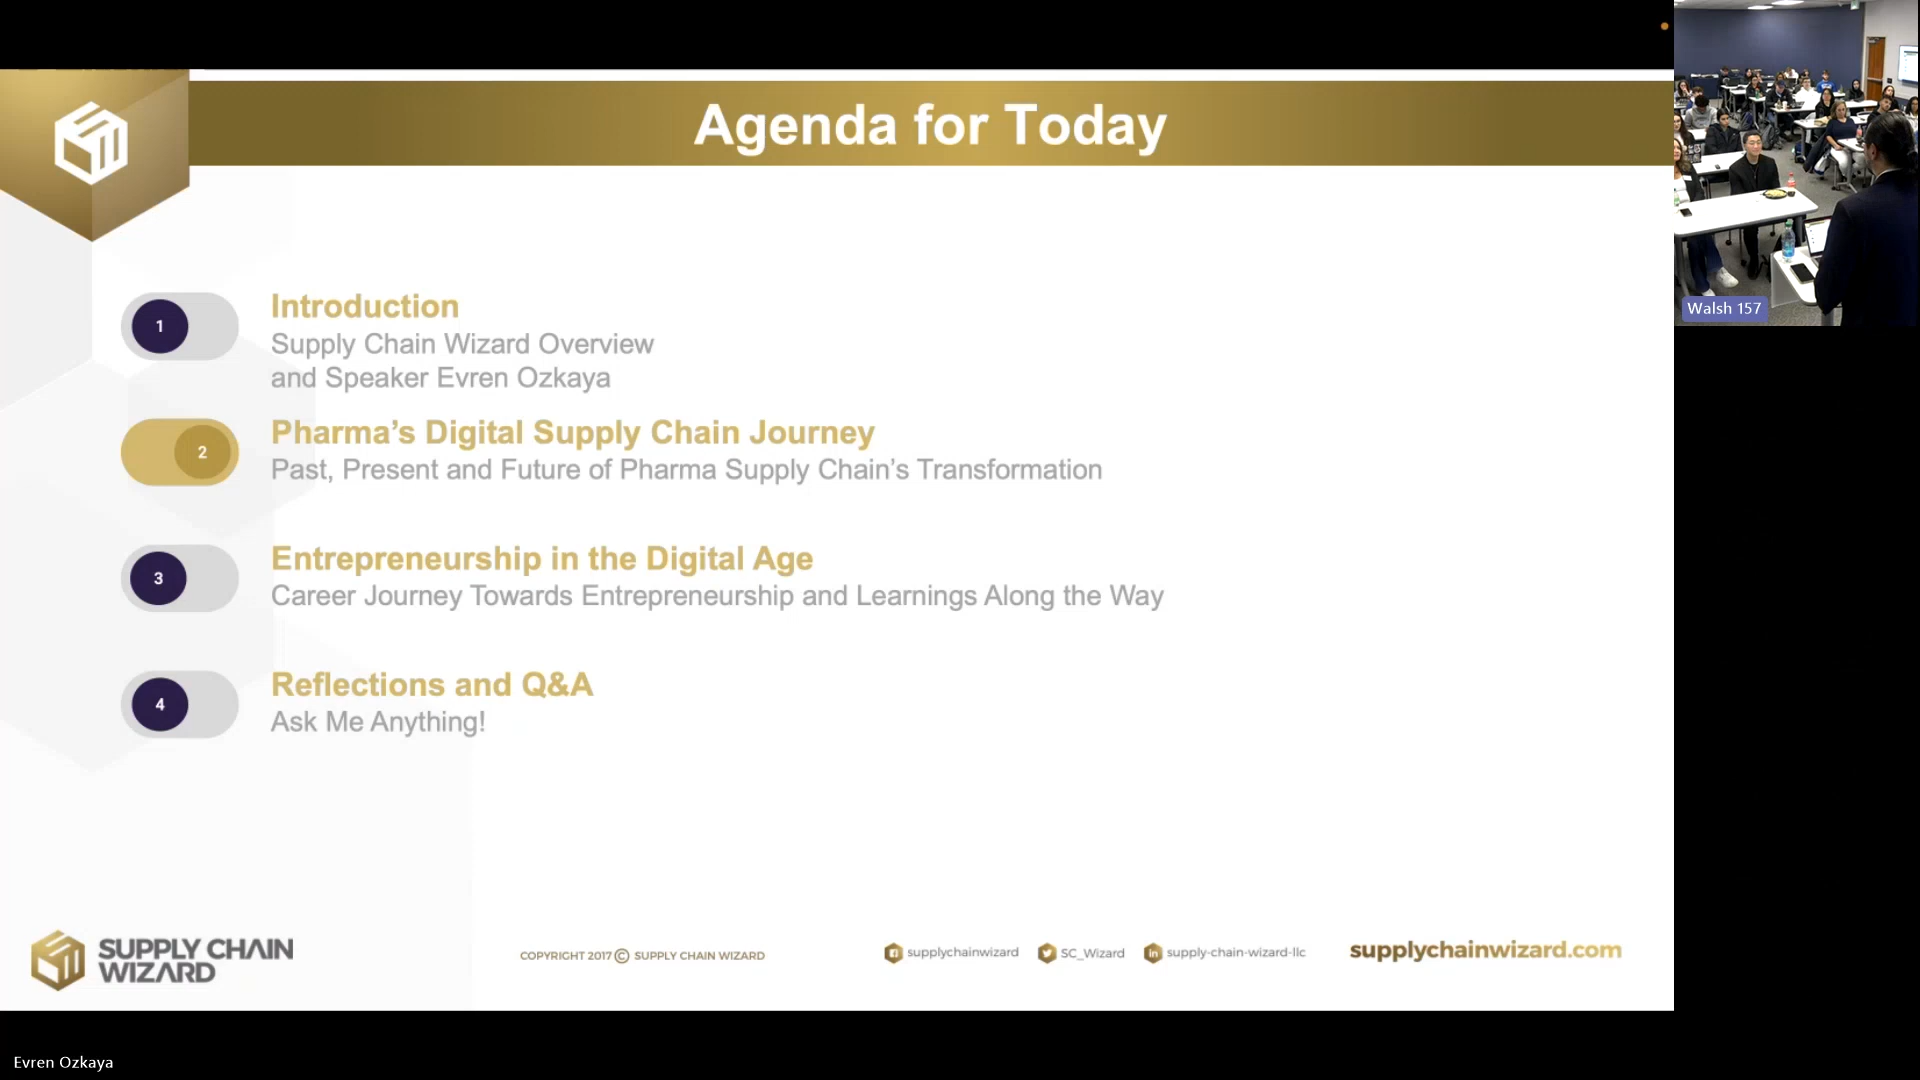 Agenda for Today
1
Introduction
Supply Chain Wizard Overview
and Speaker Evren Ozkaya
2
Pharma’s Digital Supply Chain Journey
Past, Present and Future of Pharma Supply Chain’s Transformation
3
Entrepreneurship in the Digital Age
Career Journey Towards Entrepreneurship and Learnings Along the Way
4
Reflections and Q&A
Ask Me Anything!
SUPPLY CHAIN
WIZARD
COPYRIGHT 2017 © SUPPLY CHAIN WIZARD
supplychainwizard
SC_Wizard
in supply-chain-wizard-llc
supplychainwizard.com
Walsh 157
Evren Ozkaya